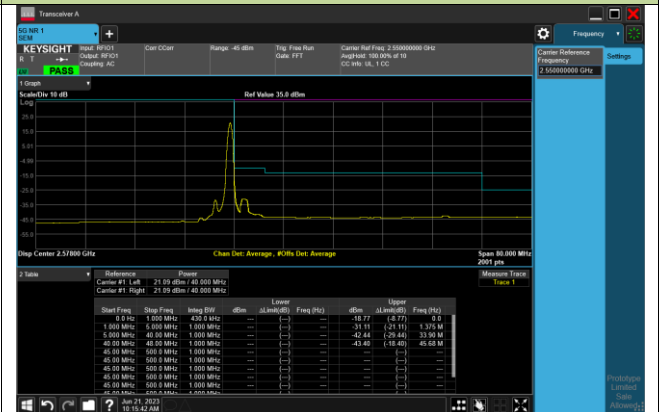 Transceiver A
5G NR 1
SEM
Frequency
KEYSIGHT
R T
LVI
PASS
Input: RFIO1
Output: RFIO1
Coupling: AC
Corr CCorr
Range: -45 dBm
Trig: Free Run
Gate: FFT
Carrier Ref Freq: 2.550000000 GHz
Avg|Hold: 100.00% of 10
CC Info: UL, 1 CC
Carrier Reference
Frequency
2.550000000 GHz
Settings
1 Graph
Scale/Div 10 dB
Ref Value 35.0 dBm
Log
25.0
15.0
5.01
-4.99
-15.0
-25.0
-35.0
-45.0
-55.0
Disp Center 2.57800 GHz
Chan Det: Average, #Offs Det: Average
Span 80.000 MHz
2001 pts
2 Table
Measure Trace
Trace 1
Reference Power
Carrier #1: Left 21.09 dBm / 40.000 MHz
Carrier #1: Right 21.09 dBm / 40.000 MHz
Lower Upper
Start Freq Stop Freq Integ BW dBm ΔLimit(dB) Freq (Hz) dBm ΔLimit(dB) Freq (Hz)
0.0 Hz 1.000 MHz 430.0 kHz --- (---) --- -18.77 (-8.77) 0.0
1.000 MHz 5.000 MHz 1.000 MHz --- (---) --- -31.11 (-21.11) 1.375 M
5.000 MHz 40.00 MHz 1.000 MHz --- (---) --- -42.44 (-29.44) 33.90 M
40.00 MHz 48.00 MHz 1.000 MHz --- (---) --- -43.40 (-18.40) 45.68 M
45.00 MHz 500.0 MHz 1.000 MHz --- (---) --- --- (---) ---
45.00 MHz 500.0 MHz 1.000 MHz --- (---) --- --- (---) ---
45.00 MHz 500.0 MHz 1.000 MHz --- (---) --- --- (---) ---
45.00 MHz 500.0 MHz 1.000 MHz --- (---) --- --- (---) ---
45.00 MHz 500.0 MHz 1.000 MHz --- (---) --- --- (---) ---
Prototype
Limited
Sale
Allowed
Jun 21, 2023
10:15:42 AM